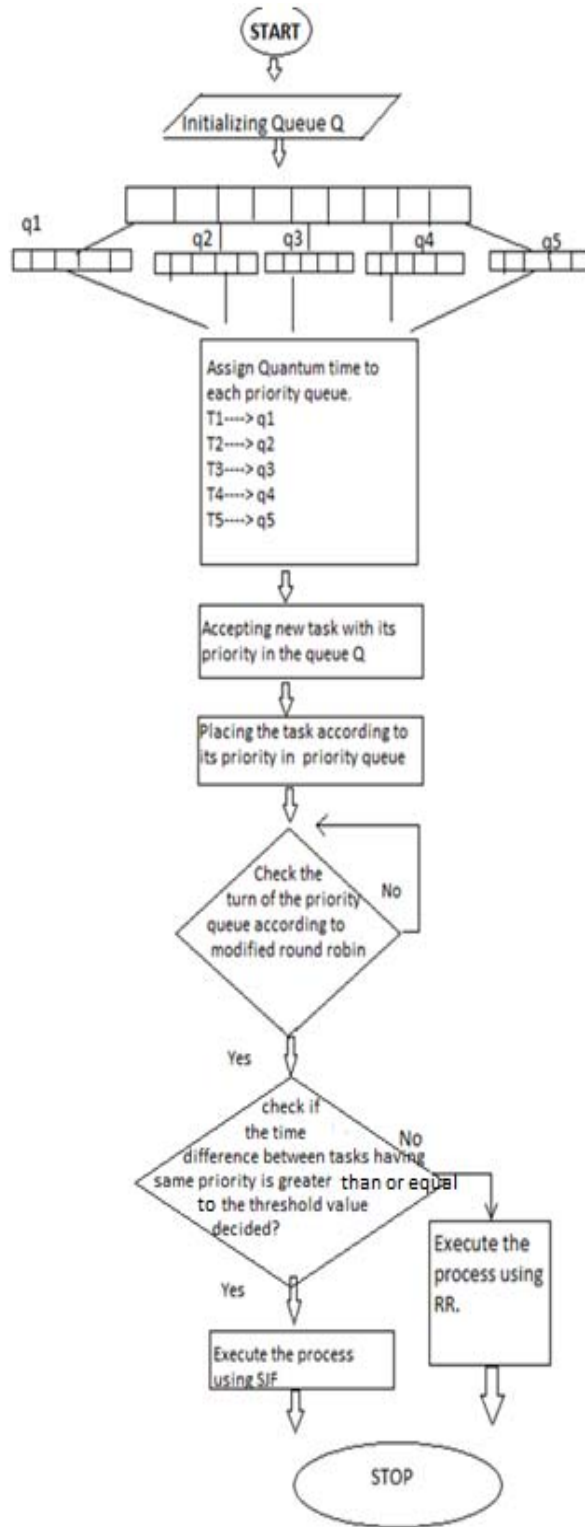 START
Initializing Queue Q
q1
q2
q3
q4
q5
Assign Quantum time to
each priority queue.
T1----> q1
T2----> q2
T3----> q3
T4----> q4
T5----> q5
Accepting new task with its
priority in the queue Q
Placing the task according to
its priority in priority queue
Check the
turn of the priority
queue according to
modified round robin
No
Yes
check if
the time
difference between tasks having
same priority is greater than or equal
to the threshold value
decided?
No
Yes
Execute the
process using
RR.
Execute the process
using SJF
STOP